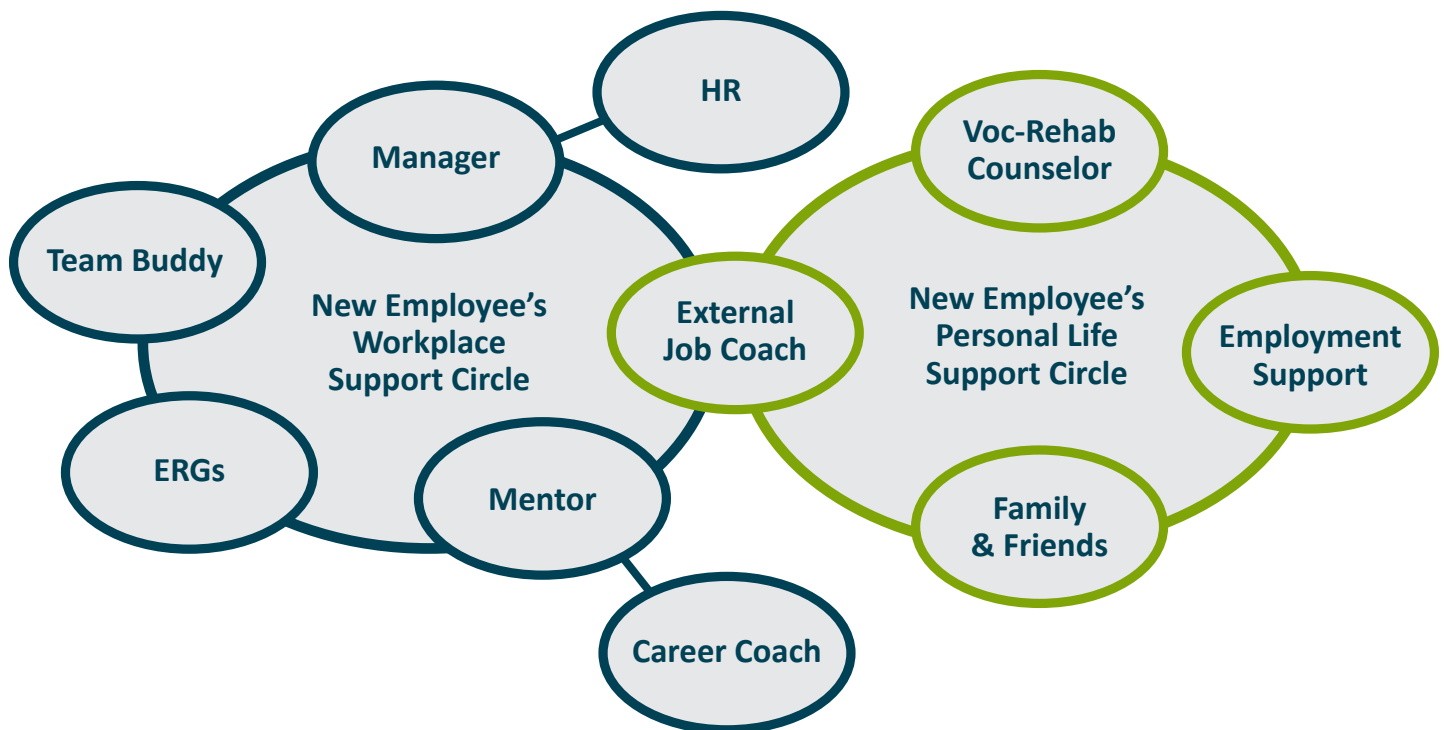 HR
Manager
Voc-Rehab
Counselor
Team Buddy
New Employee’s
Workplace
Support Circle
External
Job Coach
New Employee’s
Personal Life
Support Circle
Employment
Support
ERGs
Mentor
Family
& Friends
Career Coach